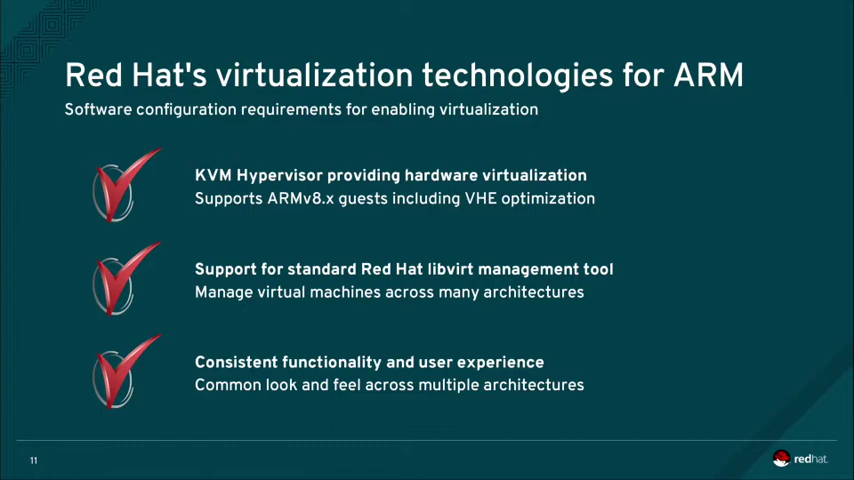 Red Hat's virtualization technologies for ARM
Software configuration requirements for enabling virtualization
KVM Hypervisor providing hardware virtualization
Supports ARMv8.x guests including VHE optimization
Support for standard Red Hat libvirt management tool
Manage virtual machines across many architectures
Consistent functionality and user experience
Common look and feel across multiple architectures
11
redhat.